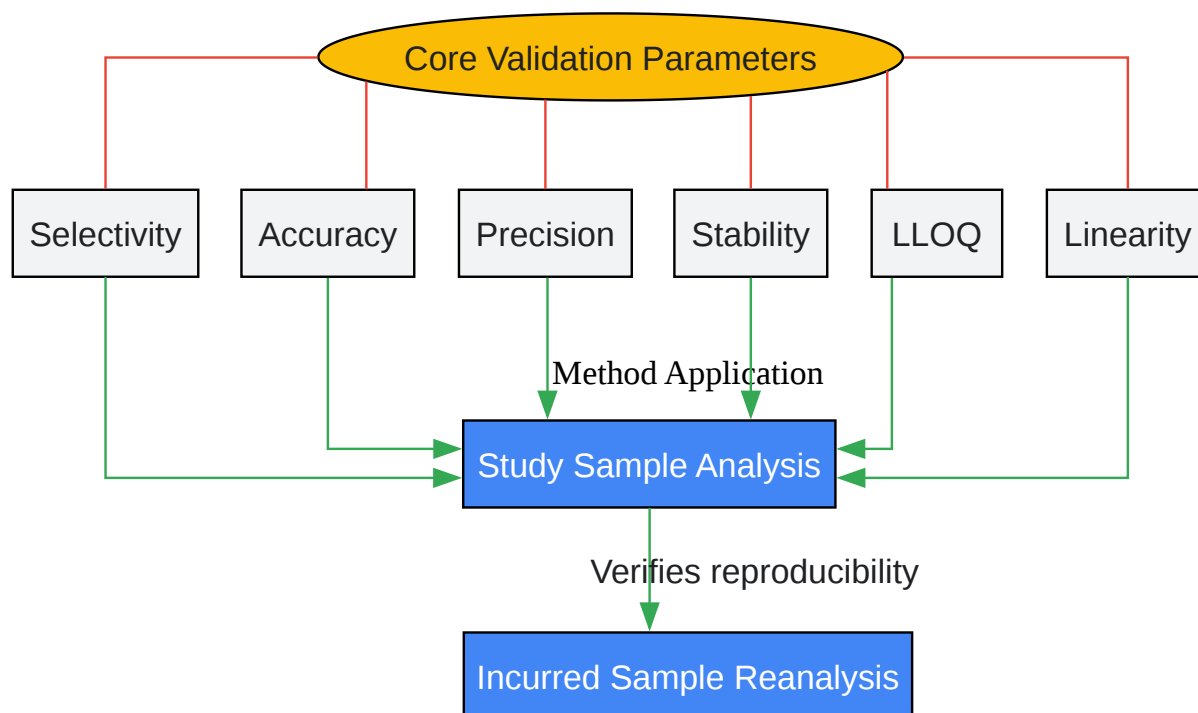 Core Validation Parameters
Selectivity
Accuracy
Precision
Stability
LLOQ
Linearity
Method Application
Study Sample Analysis
Verifies reproducibility
Incurred Sample Reanalysis